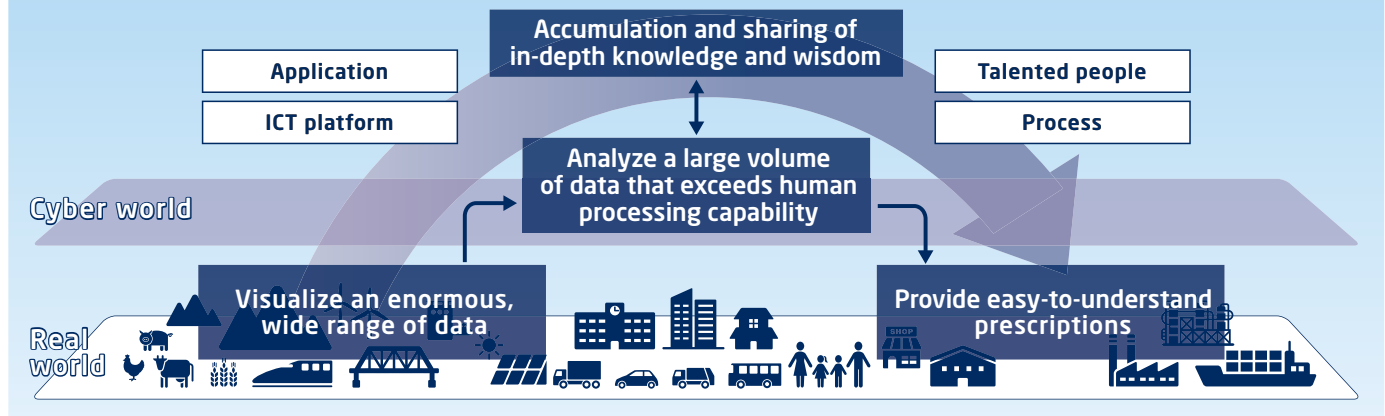 Accumulation and sharing of
in-depth knowledge and wisdom
Application
ICT platform
Talented people
Process
Analyze a large volume
of data that exceeds human
processing capability
Cyber world
Visualize an enormous,
wide range of data
Provide easy-to-understand
prescriptions
Real
world
SHOP